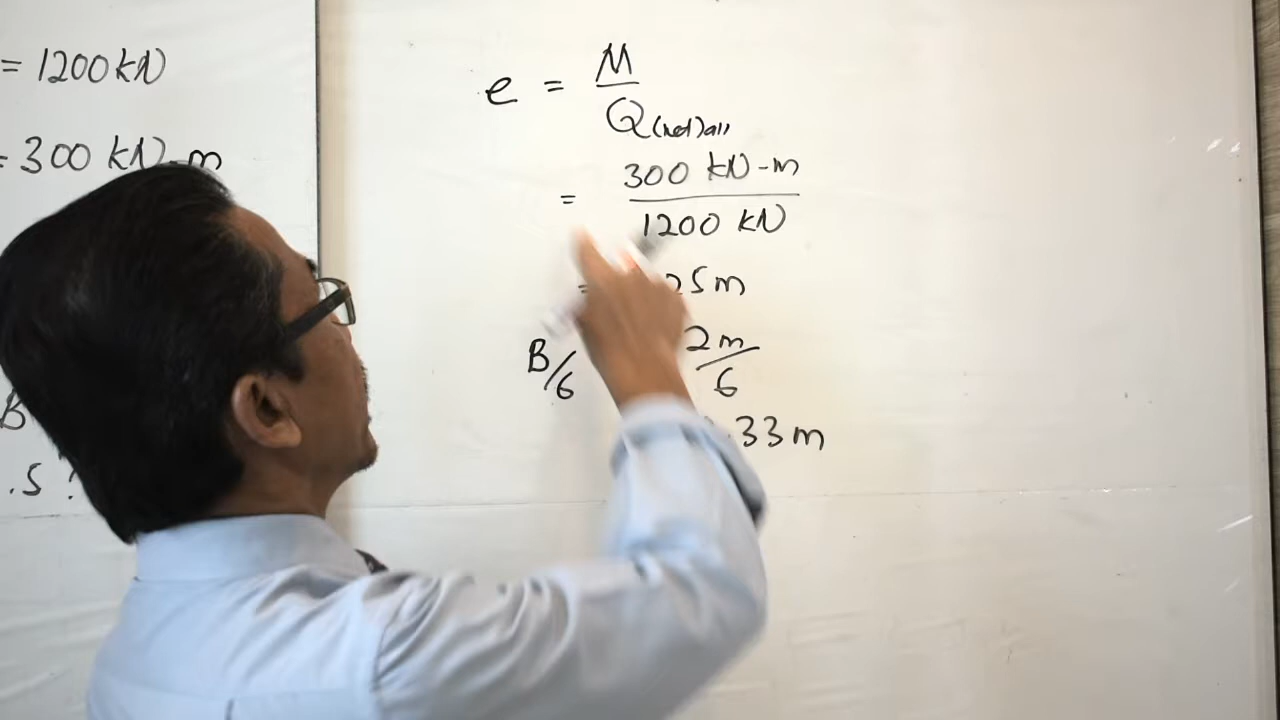 = 1200 kN
= 300 kN-m
B
.S ?
e = M
Q(net)all
= 300 kN-m
1200 kN
= 25m
B/6 2m/6
.33m